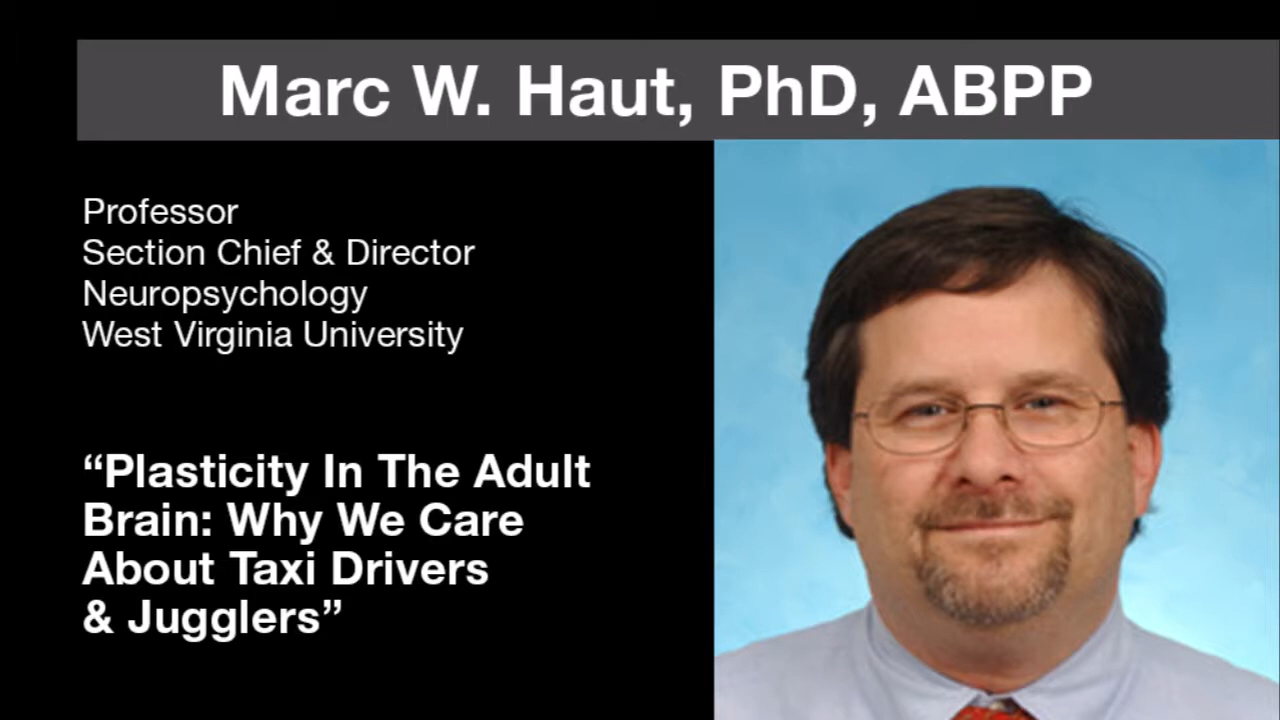 Marc W. Haut, PhD, ABPP
Professor
Section Chief & Director
Neuropsychology
West Virginia University
“Plasticity In The Adult
Brain: Why We Care
About Taxi Drivers
& Jugglers”